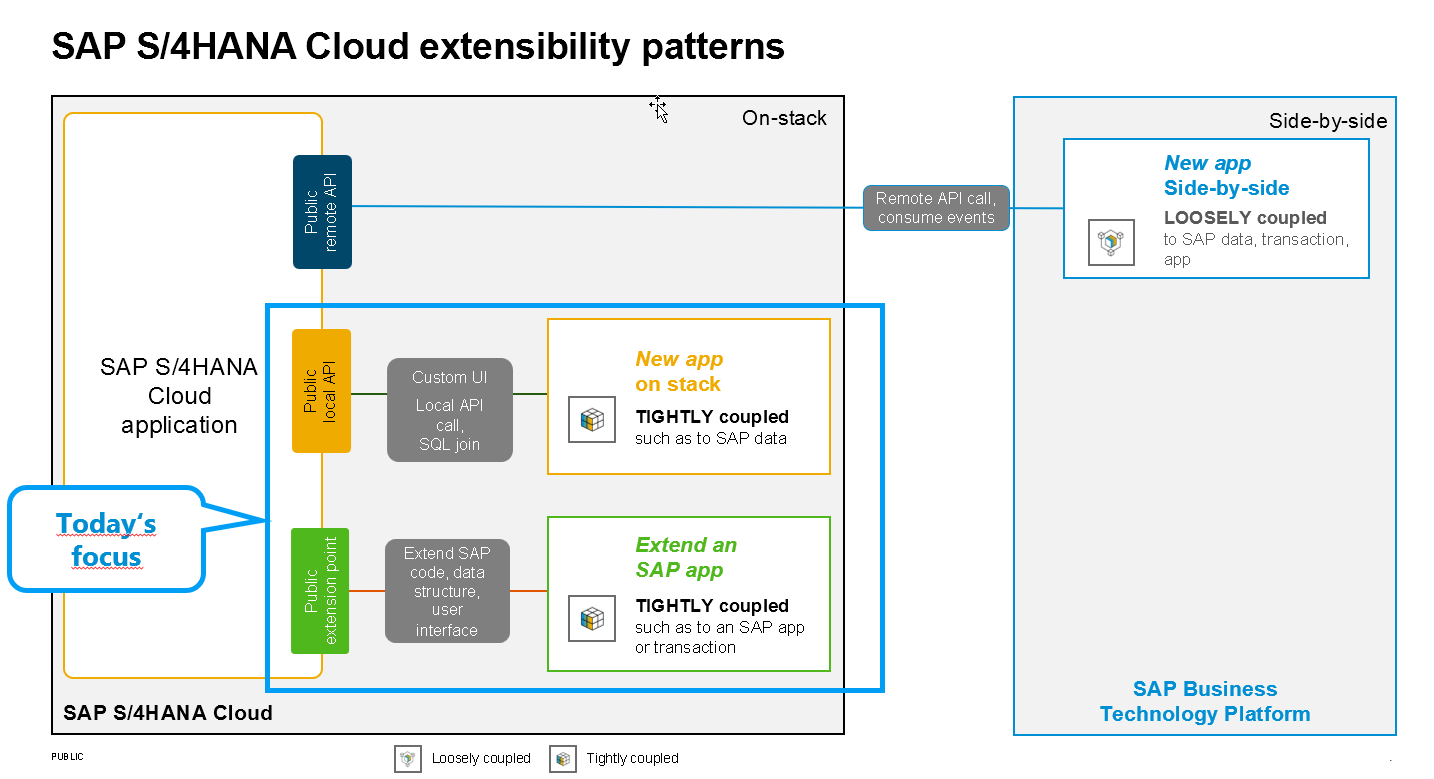 SAP S/4HANA Cloud extensibility patterns
On-stack
Side-by-side
Public
remote API
Remote API call,
consume events
New app
Side-by-side
LOOSELY coupled
to SAP data, transaction,
app
SAP S/4HANA
Cloud
application
Public
local API
Custom UI
Local API
call,
SQL join
New app
on stack
TIGHTLY coupled
such as to SAP data
Today‘s
focus
Public
extension point
Extend SAP
code, data
structure,
user
interface
Extend an
SAP app
TIGHTLY coupled
such as to an SAP app
or transaction
SAP S/4HANA Cloud
SAP Business
Technology Platform
PUBLIC
Loosely coupled
Tightly coupled